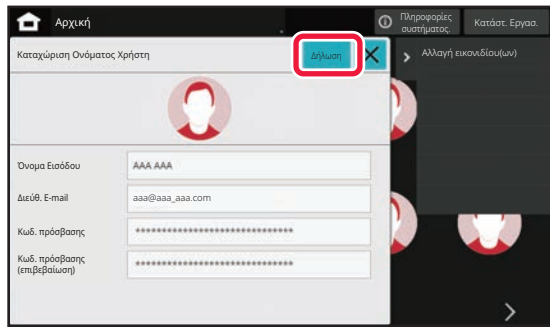 Αρχική
Πληροφορίες
συστήματος.
Κατάστ. Εργασ.
Καταχώριση Ονόματος Χρήστη
Δήλωση
Αλλαγή εικονιδίου(ων)
Όνομα Εισόδου
AAA AAA
Διεύθ. E-mail
aaa@aaa_aaa.com
Κωδ. πρόσβασης
********************************
Κωδ. πρόσβασης
(επιβεβαίωση)
********************************